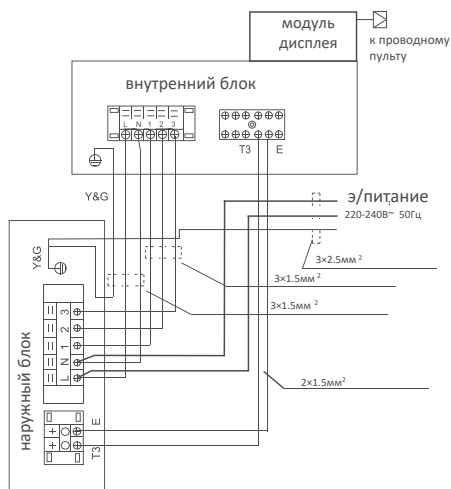 модуль
дисплея
к проводному
пульту
внутренний блок
L N 1 2 3
T3 E
Y&G
э/питание
220-240В~ 50Гц
Y&G
3×2.5мм²
3×1.5мм²
3×1.5мм²
наружный блок
L N 1 2 3
2×1.5мм²
T3 E